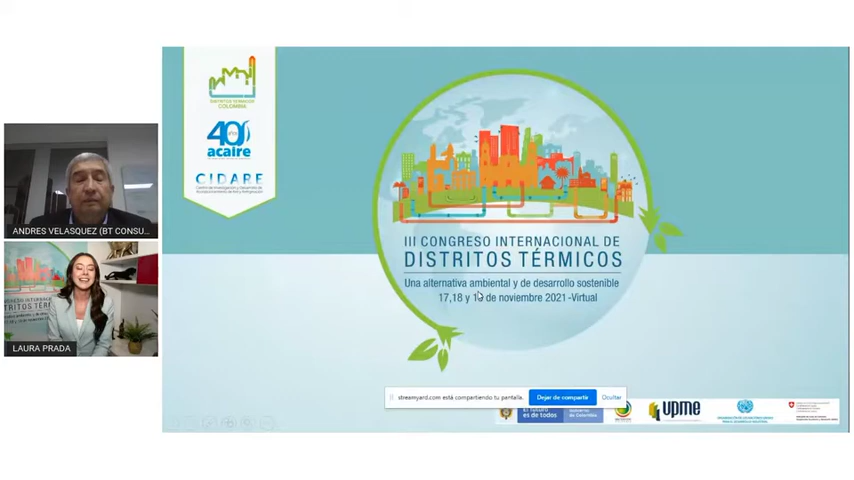 DISTRITOS TÉRMICOS
COLOMBIA
40
acaire
CIDARE
ANDRES VELASQUEZ (BT CONSU...
LAURA PRADA
III CONGRESO INTERNACIONAL DE
DISTRITOS TÉRMICOS
Una alternativa ambiental y de desarrollo sostenible
17,18 y 19 de noviembre 2021 -Virtual
streamyard.com está compartiendo tu pantalla.
Dejar de compartir
Ocultar
El futuro
es de todos
upme